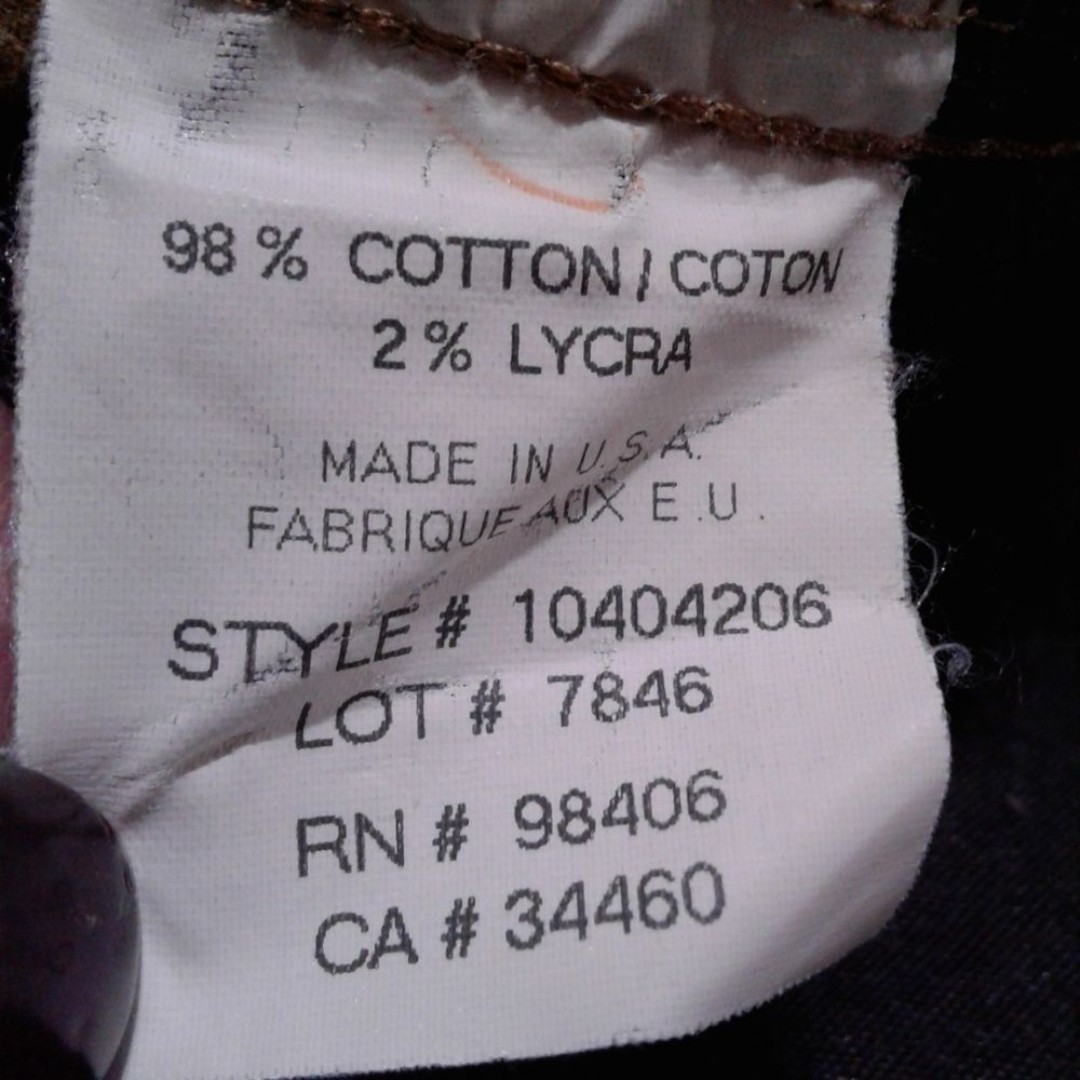 98 % COTTON / COTON
2 % LYCRA
MADE IN U.S.A.
FABRIQUE AUX E.U.
STYLE # 10404206
LOT # 7846
RN # 98406
CA # 34460